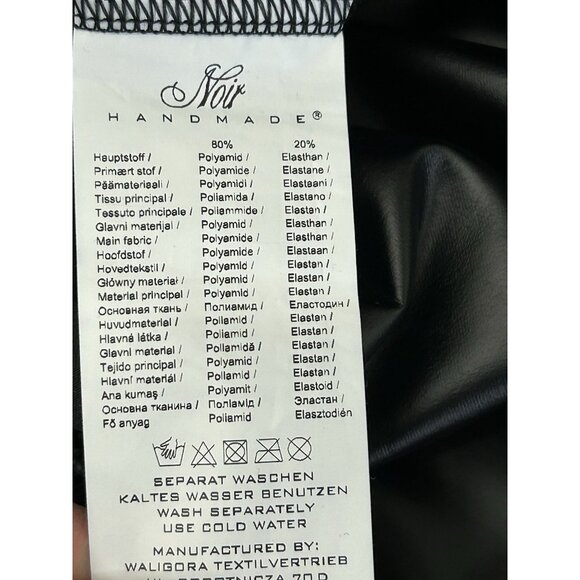 Noir
HANDMADE®
80% 20%
Hauptstoff / Polyamid / Elasthan /
Primært stof / Polyamide / Elastane /
Päämateriaali / Polyamid / Elastaani /
Tissu principal / Poliamida / Elastano /
Tessuto principale / Poliammide / Elastan /
Glavni materijal / Polyamid / Elasthan /
Main fabric / Polyamide / Elasthan /
Hoofdstof / Polyamide / Elastaan /
Hovedtekstil / Polyamid / Elastan /
Główny materiał / Polyamid / Elastan /
Material principal / Polyamid / Elastan /
Основная ткань / Полиамид / Эластодин /
Huvudmaterial / Poliamid / Elastan /
Hlavná látka / Poliamid / Elastan /
Glavni material / Poliamidă / Elastan /
Tejido principal / Polyamid / Elastan /
Hlavní materiál / Poliamid / Elastan /
Ana kumaş / Polyamit / Elastoid /
Основна тканина / Поліамід / Эластан /
Fő anyag Poliamid Elasztodién
SEPARAT WASCHEN
KALTES WASSER BENUTZEN
WASH SEPARATELY
USE COLD WATER
MANUFACTURED BY:
WALIGORA TEXTILVERTRIEB
70 D